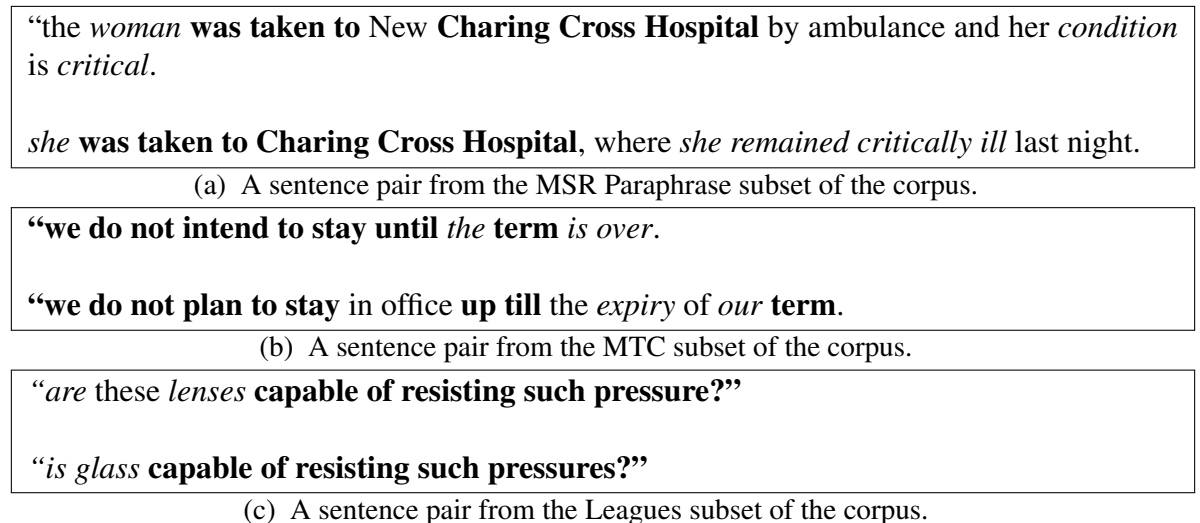 “the woman was taken to New Charing Cross Hospital by ambulance and her condition
is critical.
she was taken to Charing Cross Hospital, where she remained critically ill last night.
(a) A sentence pair from the MSR Paraphrase subset of the corpus.
“we do not intend to stay until the term is over.
“we do not plan to stay in office up till the expiry of our term.
(b) A sentence pair from the MTC subset of the corpus.
“are these lenses capable of resisting such pressure?”
“is glass capable of resisting such pressures?”
(c) A sentence pair from the Leagues subset of the corpus.